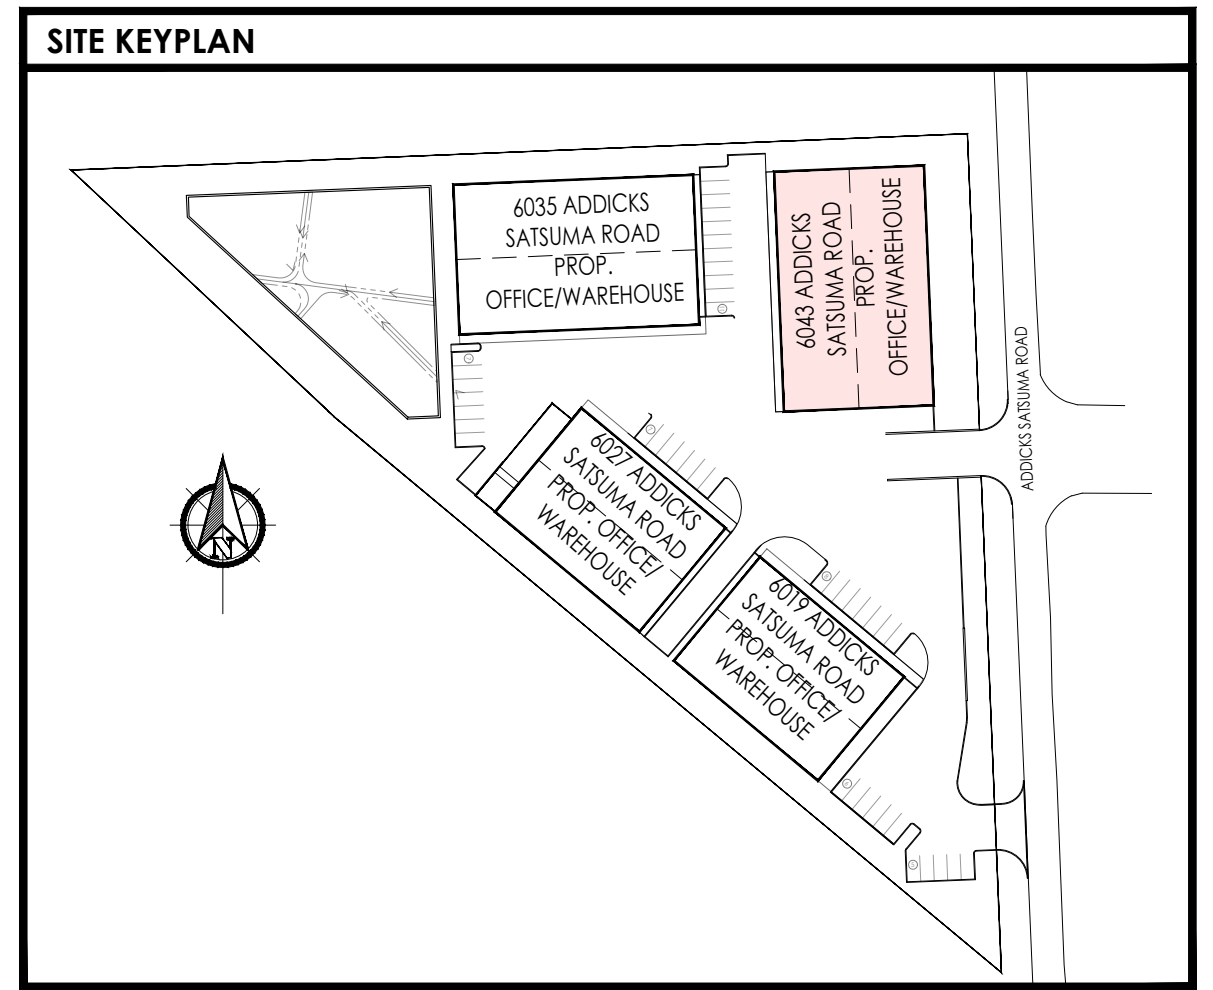 SITE KEYPLAN
6035 ADDICKS
SATSUMA ROAD
PROP.
OFFICE/WAREHOUSE
6043 ADDICKS
SATSUMA ROAD
PROP.
OFFICE/WAREHOUSE
ADDICKS SATSUMA ROAD
6027 ADDICKS
SATSUMA ROAD
PROP. OFFICE/
WAREHOUSE
N
6019 ADDICKS
SATSUMA ROAD
PROP. OFFICE/
WAREHOUSE